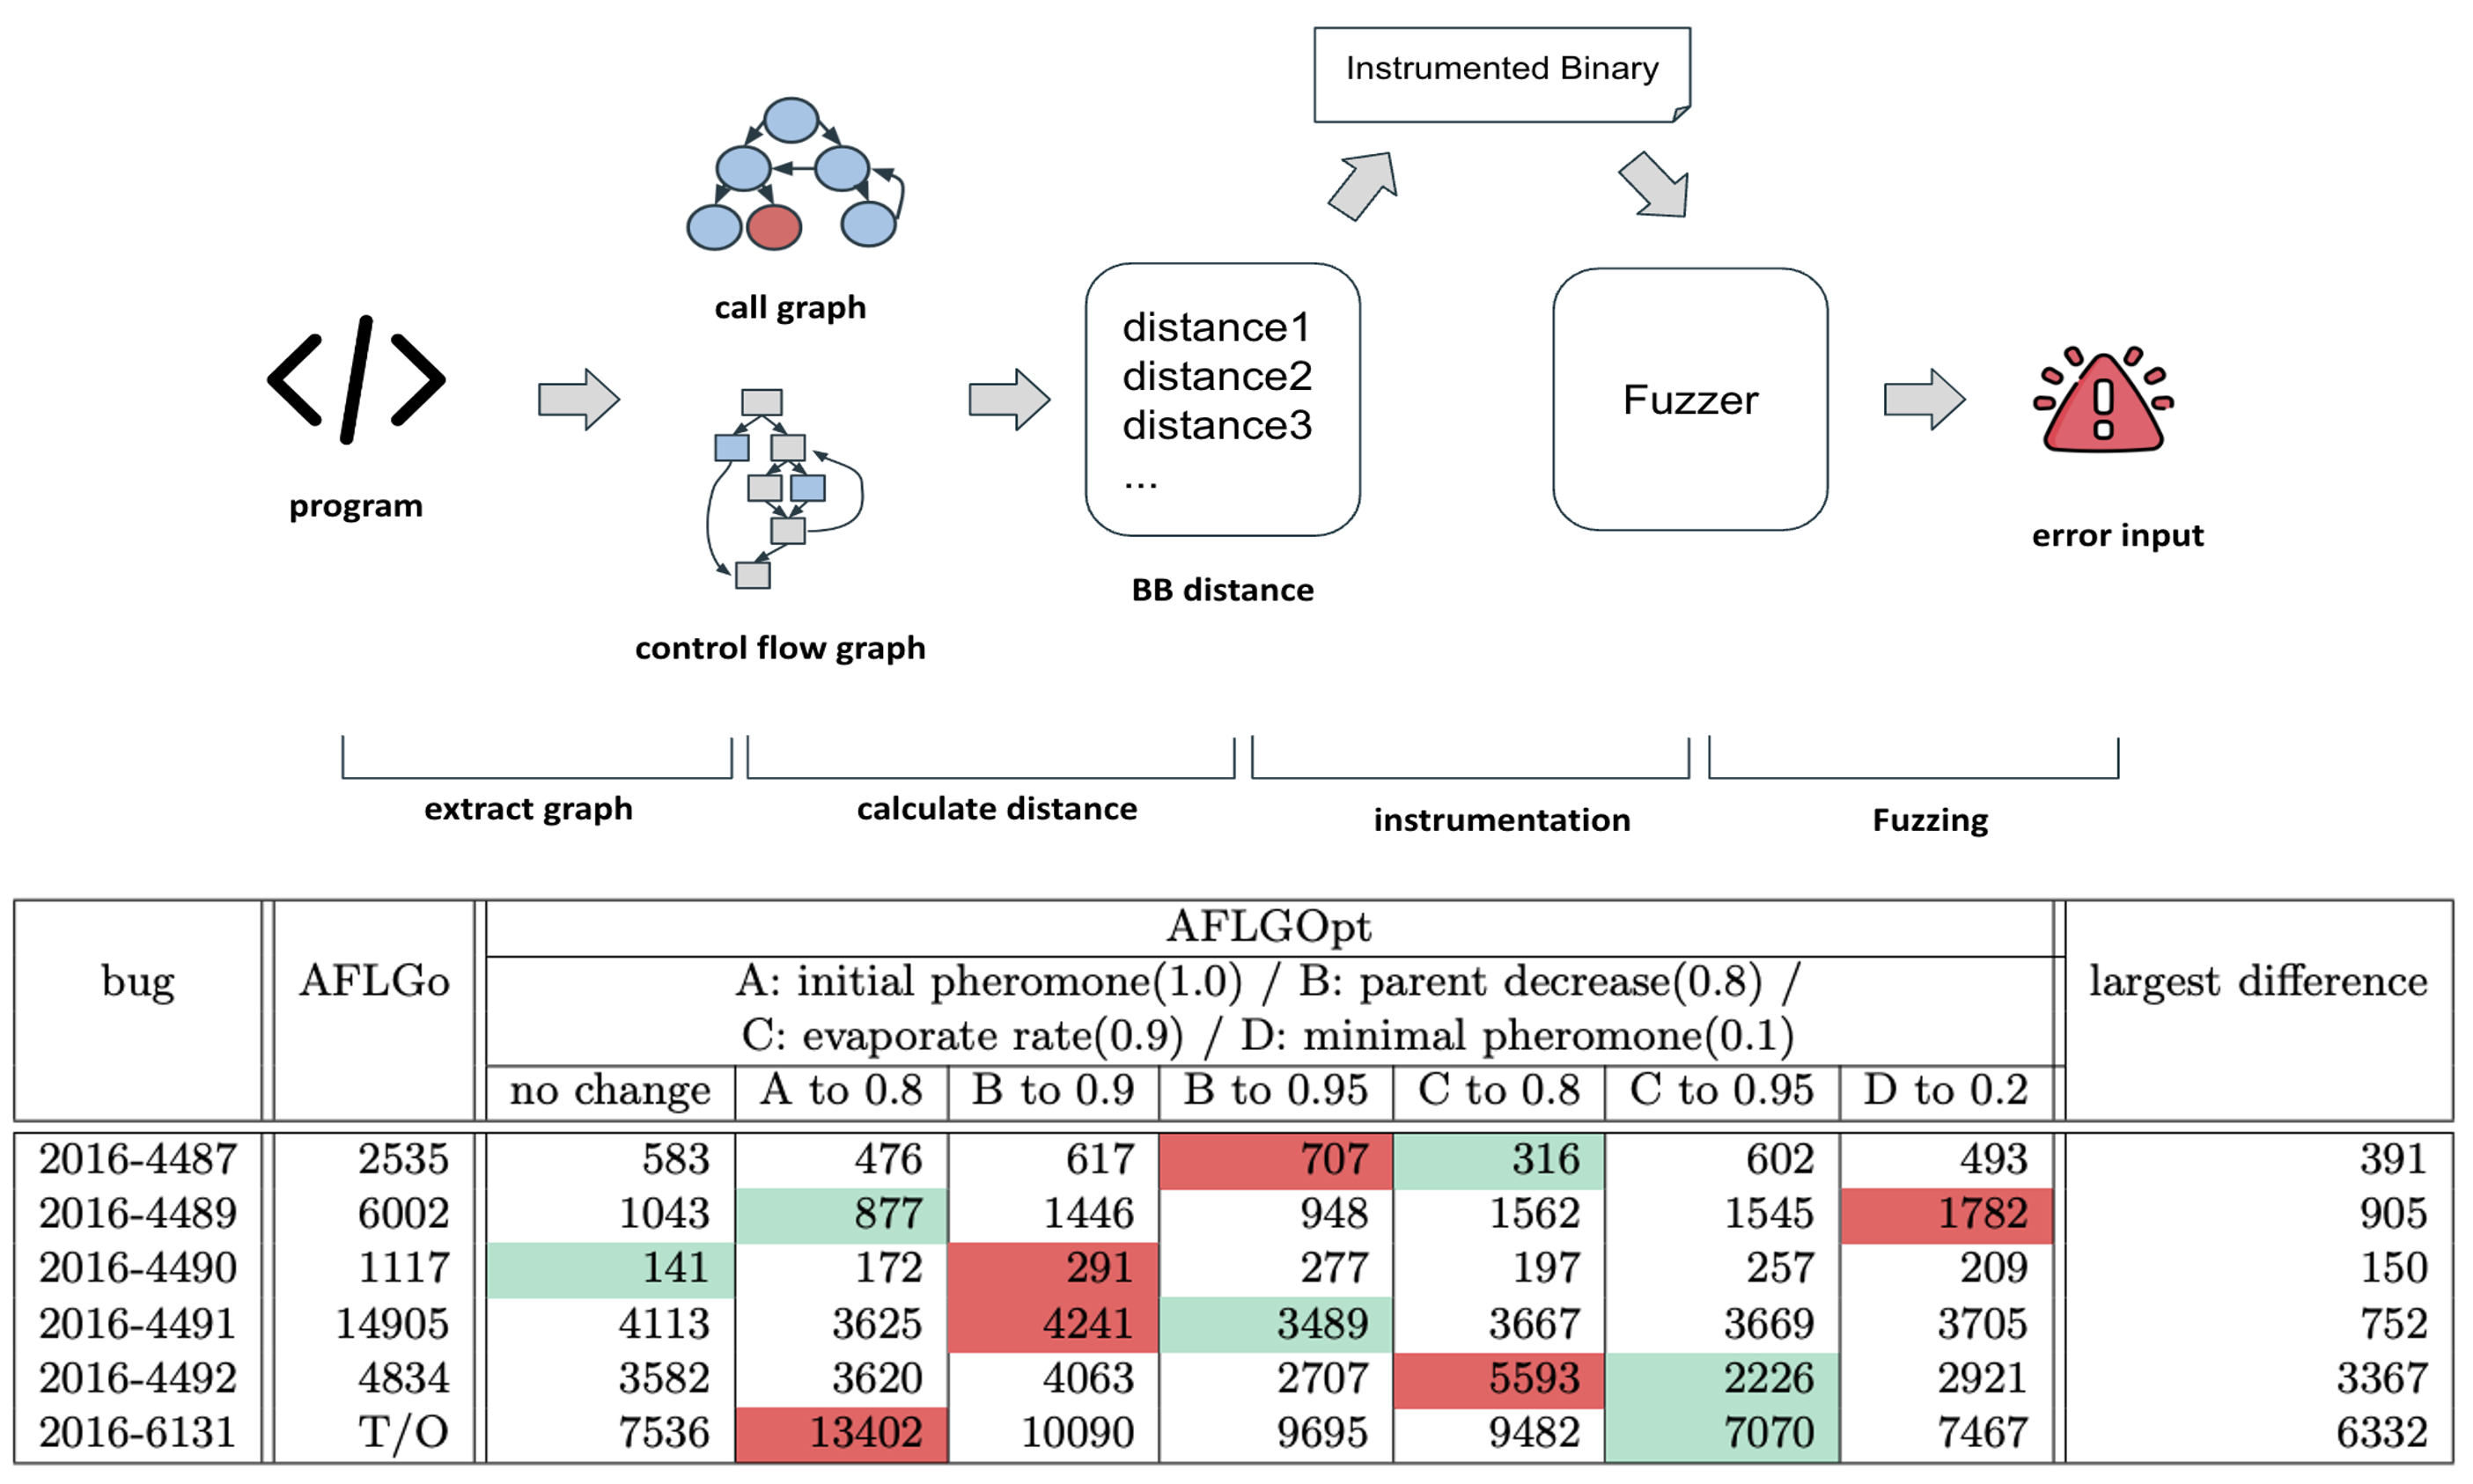 Instrumented Binary
call graph
program
control flow graph
distance1
distance2
distance3
...
BB distance
Fuzzer
error input
extract graph
calculate distance
instrumentation
Fuzzing
bug
AFLGo
AFLGOpt
A: initial pheromone(1.0) / B: parent decrease(0.8) /
C: evaporate rate(0.9) / D: minimal pheromone(0.1)
largest difference
no change A to 0.8 B to 0.9 B to 0.95 C to 0.8 C to 0.95 D to 0.2
2016-4487 2535 583 476 617 707 316 602 493 391
2016-4489 6002 1043 877 1446 948 1562 1545 1782 905
2016-4490 1117 141 172 291 277 197 257 209 150
2016-4491 14905 4113 3625 4241 3489 3667 3669 3705 752
2016-4492 4834 3582 3620 4063 2707 5593 2226 2921 3367
2016-6131 T/O 7536 13402 10090 9695 9482 7070 7467 6332